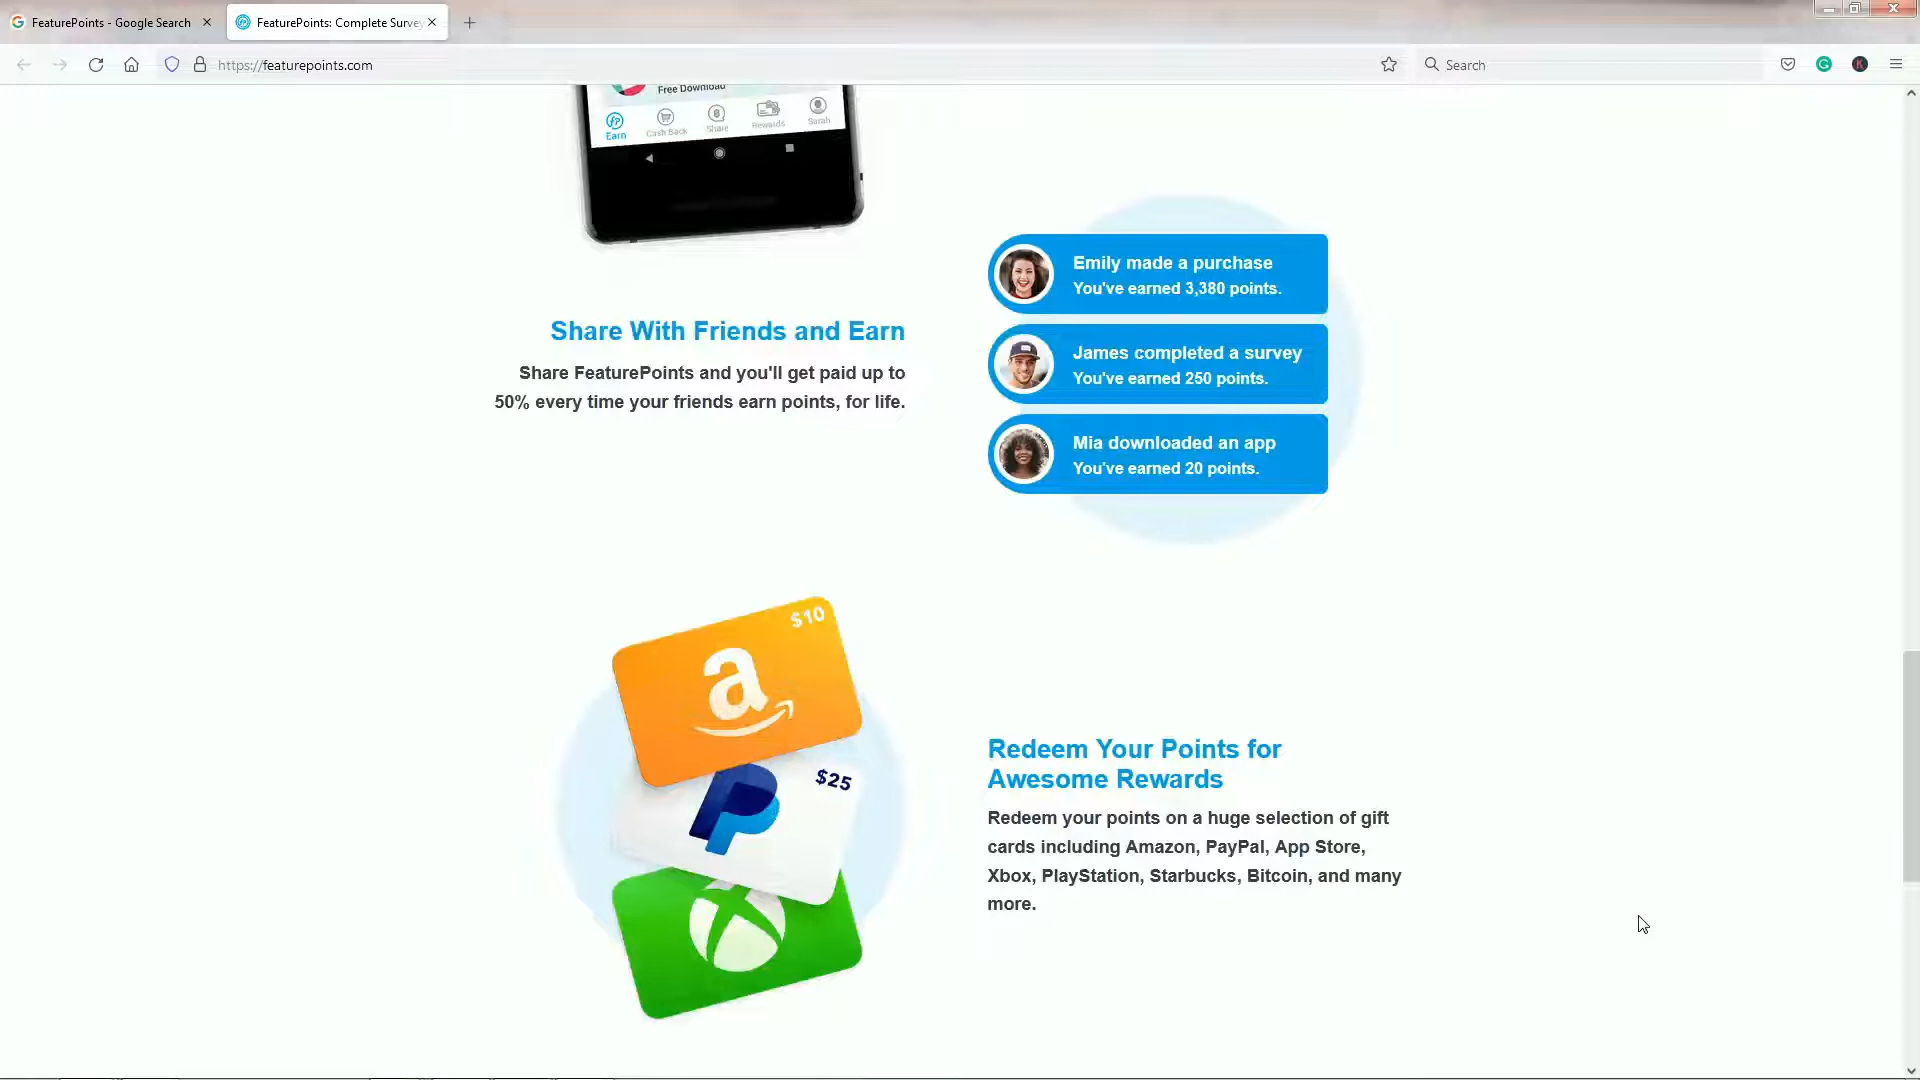 FeaturePoints - Google Search
FeaturePoints: Complete Surve
https://featurepoints.com
Search
Free Download
Earn
Cash Back
Share
Rewards
Sarah
Emily made a purchase
You've earned 3,380 points.
Share With Friends and Earn
Share FeaturePoints and you'll get paid up to
50% every time your friends earn points, for life.
James completed a survey
You've earned 250 points.
Mia downloaded an app
You've earned 20 points.
$10
a
$25
Redeem Your Points for
Awesome Rewards
Redeem your points on a huge selection of gift
cards including Amazon, PayPal, App Store,
Xbox, PlayStation, Starbucks, Bitcoin, and many
more.